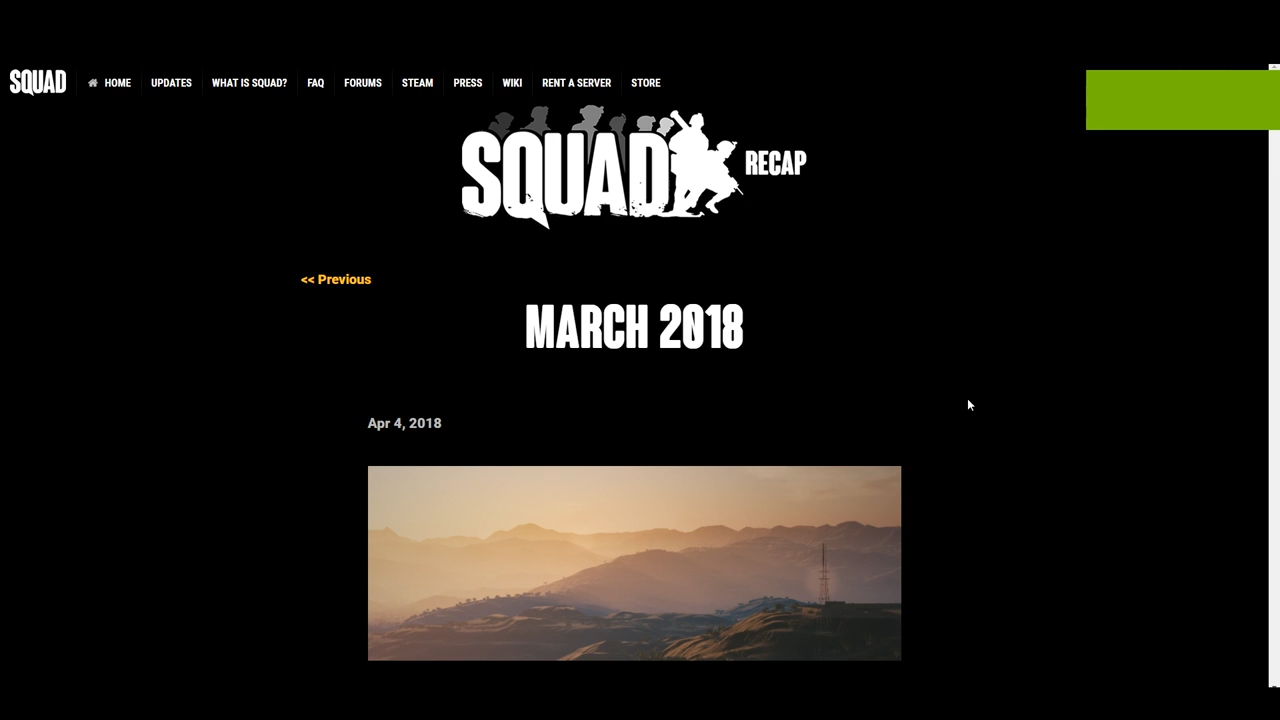 SQUAD HOME UPDATES WHAT IS SQUAD? FAQ FORUMS STEAM PRESS WIKI RENT A SERVER STORE
SQUAD RECAP
<< Previous
MARCH 2018
Apr 4, 2018